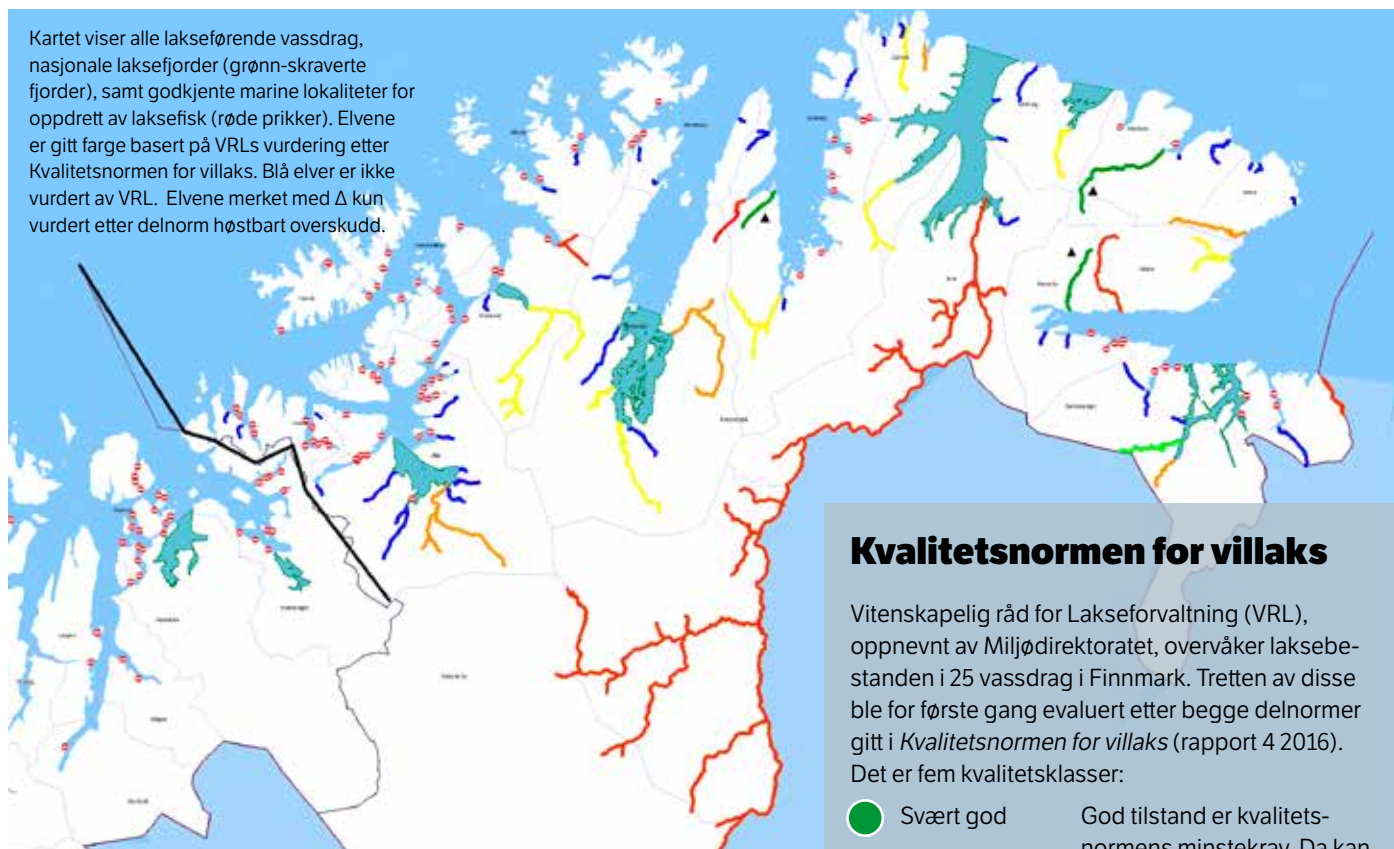 Kartet viser alle lakseførende vassdrag,
nasjonale laksefjorder (grønn-skraverte
fjorder), samt godkjente marine lokaliteter for
oppdrett av laksefisk (røde prikker). Elvene
er gitt farge basert på VRLs vurdering etter
Kvalitetsnormen for villaks. Blå elver er ikke
vurdert av VRL. Elvene merket med Δ kun
vurdert etter delnorm høstbart overskudd.
Kvalitetsnormen for villaks
Vitenskapelig råd for Lakseforvaltning (VRL),
oppnevnt av Miljødirektoratet, overvåker laksebe-
standen i 25 vassdrag i Finnmark. Tretten av disse
ble for første gang evaluert etter begge delnormer
gitt i Kvalitetsnormen for villaks (rapport 4 2016).
Det er fem kvalitetsklasser:
Svært god
God tilstand er kvalitets-
normens minstekrav. Da kan